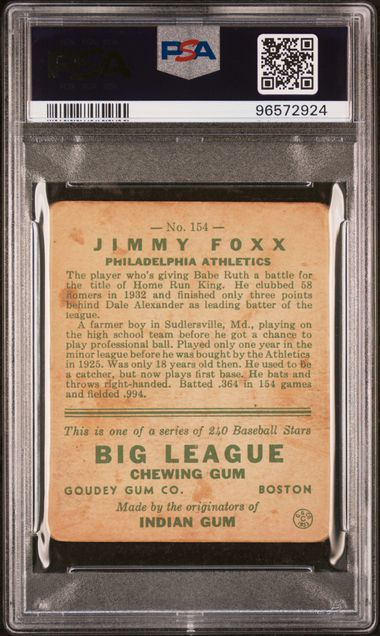 PSA
PSA
96572924
— No. 154 —
JIMMY FOXX
PHILADELPHIA ATHLETICS
The player who's giving Babe Ruth a battle for
the title of Home Run King. He clubbed 58
homers in 1932 and finished only three points
behind Dale Alexander as leading batter of the
league.
A farmer boy in Sudlersville, Md., playing on
the high school team before he got a chance to
play professional ball. Played only one year in the
minor league before he was bought by the Athletics
in 1925. Was only 18 years old then. He used to be
a catcher, but now plays first base. He bats and
throws right-handed. Batted .364 in 154 games
and fielded .994.
This is one of a series of 240 Baseball Stars
BIG LEAGUE
CHEWING GUM
GOUDEY GUM CO. BOSTON
Made by the originators of
INDIAN GUM